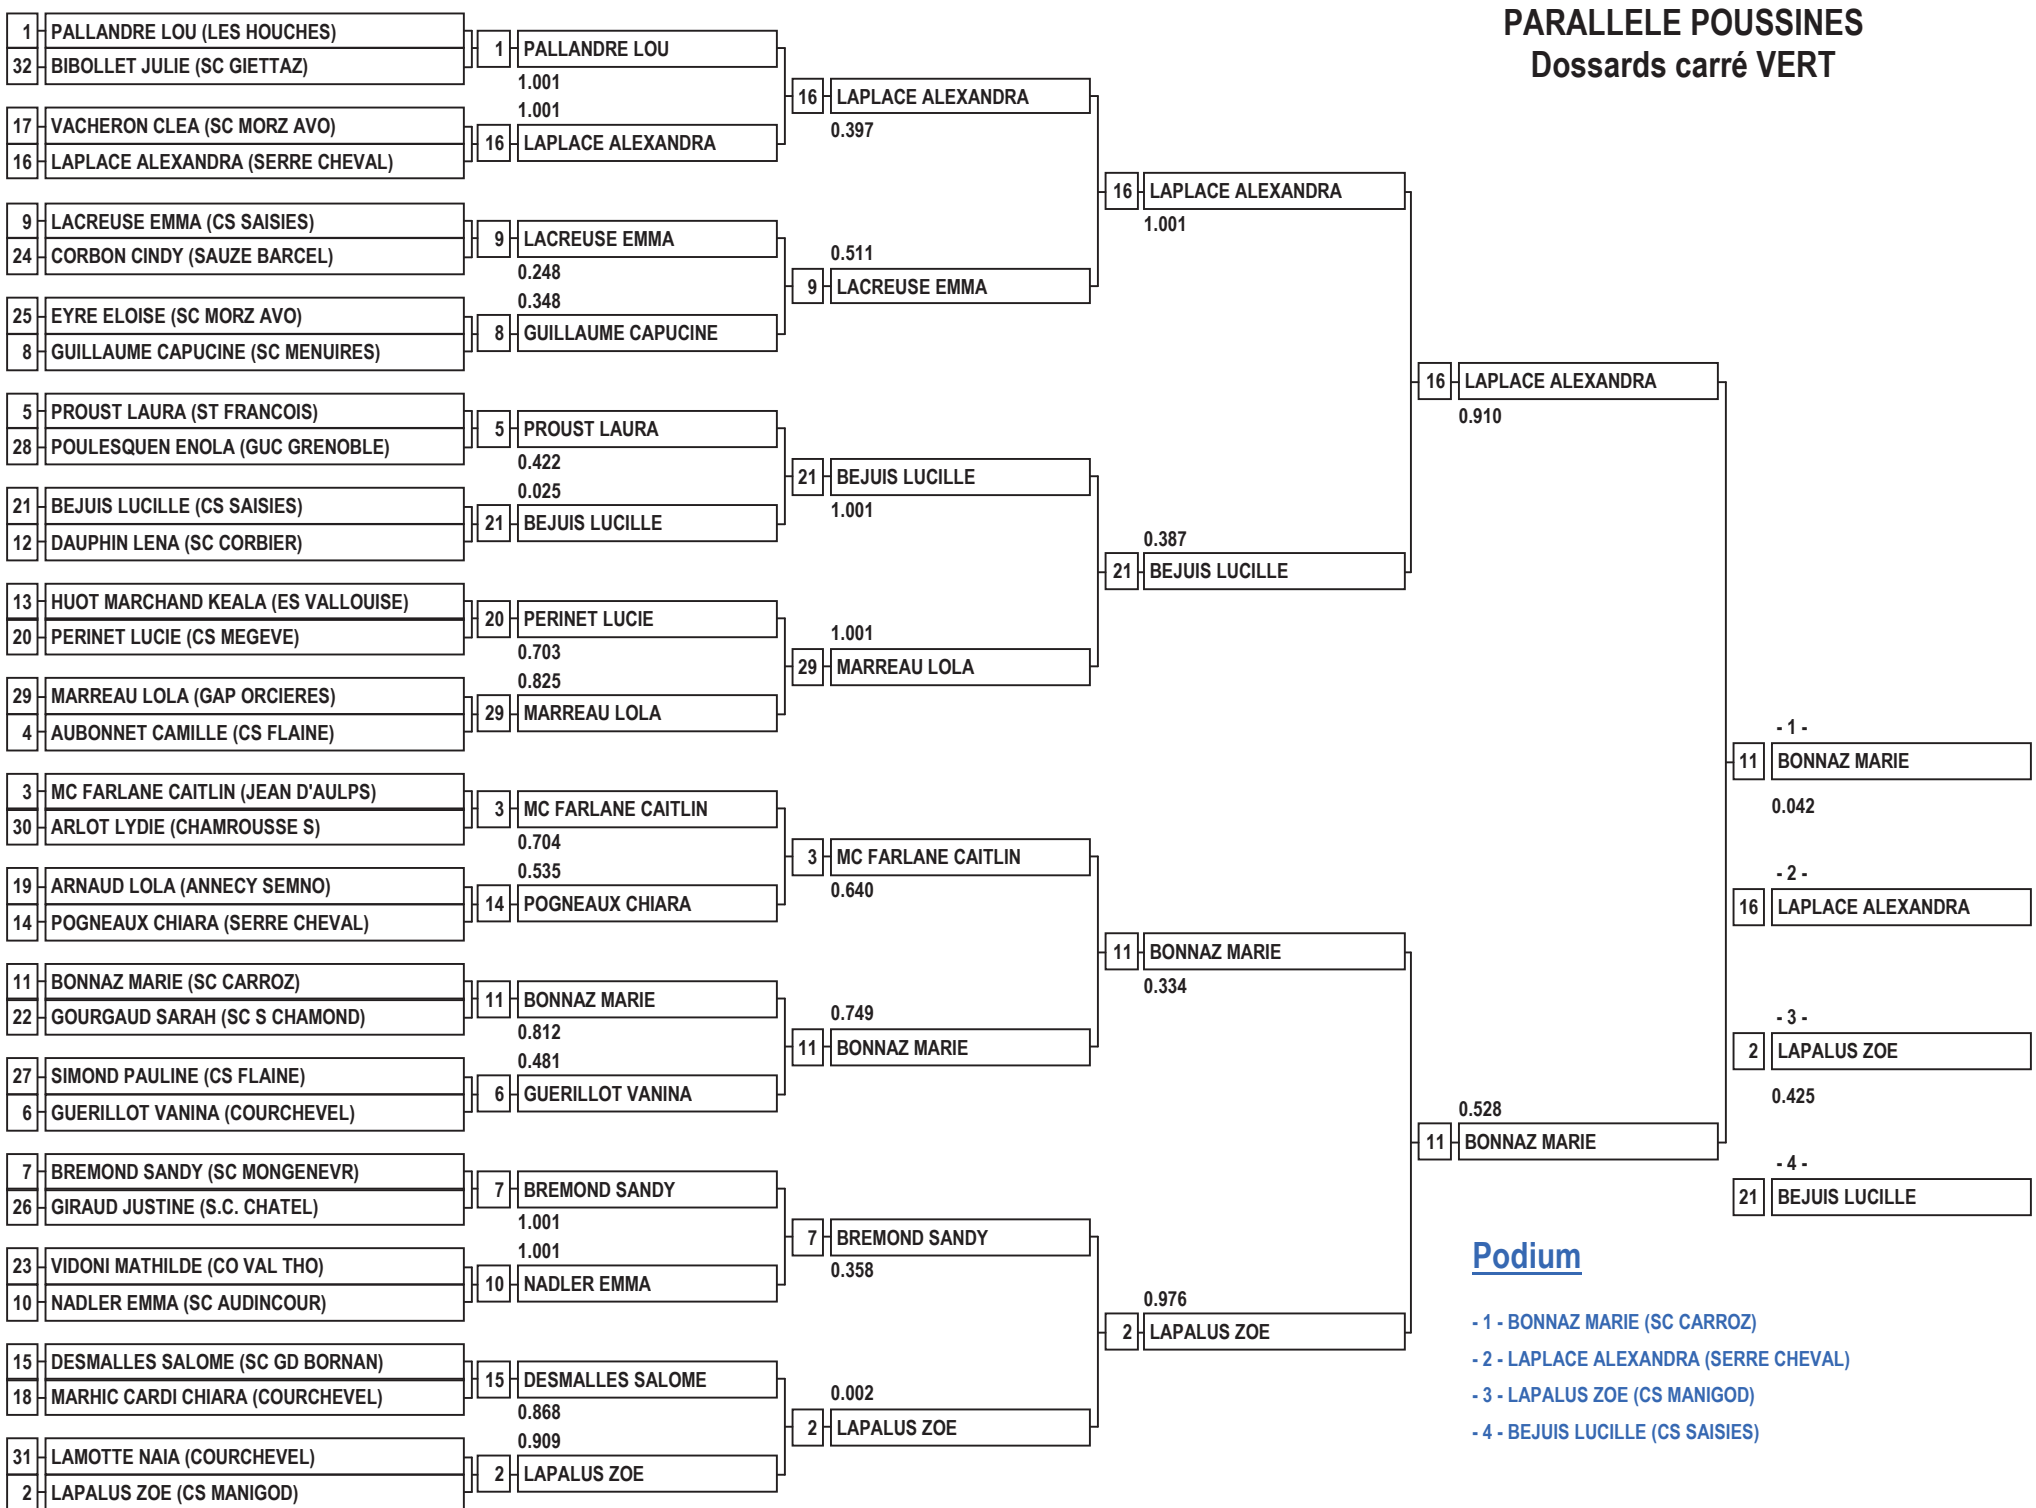 PARALLELE POUSSINES
Dossards carré VERT
1 PALLANDRE LOU (LES HOUCHES)
32 BIBOLLET JULIE (SC GIETTAZ)
17 VACHERON CLEA (SC MORZ AVO)
16 LAPLACE ALEXANDRA (SERRE CHEVAL)
9 LACREUSE EMMA (CS SAISIES)
24 CORBON CINDY (SAUZE BARCEL)
25 EYRE ELOISE (SC MORZ AVO)
8 GUILLAUME CAPUCINE (SC MENUIRES)
5 PROUST LAURA (ST FRANCOIS)
28 POULESQUEN ENOLA (GUC GRENOBLE)
21 BEJUIS LUCILLE (CS SAISIES)
12 DAUPHIN LENA (SC CORBIER)
13 HUOT MARCHAND KEALA (ES VALLOUISE)
20 PERINET LUCIE (CS MEGEVE)
29 MARREAU LOLA (GAP ORCIERES)
4 AUBONNET CAMILLE (CS FLAINE)
3 MC FARLANE CAITLIN (JEAN D'AULPS)
30 ARLOT LYDIE (CHAMROUSSE S)
19 ARNAUD LOLA (ANNECY SEMNO)
14 POGNEAUX CHIARA (SERRE CHEVAL)
11 BONNAZ MARIE (SC CARROZ)
22 GOURGAUD SARAH (SC S CHAMOND)
27 SIMOND PAULINE (CS FLAINE)
6 GUERILLOT VANINA (COURCHEVEL)
7 BREMOND SANDY (SC MONGENEVR)
26 GIRAUD JUSTINE (S.C. CHATEL)
23 VIDONI MATHILDE (CO VAL THO)
10 NADLER EMMA (SC AUDINCOUR)
15 DESMALLES SALOME (SC GD BORNAN)
18 MARHIC CARDI CHIARA (COURCHEVEL)
31 LAMOTTE NAIA (COURCHEVEL)
2 LAPALUS ZOE (CS MANIGOD)
1 PALLANDRE LOU
1.001
1.001
16 LAPLACE ALEXANDRA
9 LACREUSE EMMA
0.248
0.348
8 GUILLAUME CAPUCINE
5 PROUST LAURA
0.422
0.025
21 BEJUIS LUCILLE
20 PERINET LUCIE
0.703
0.825
29 MARREAU LOLA
3 MC FARLANE CAITLIN
0.704
0.535
14 POGNEAUX CHIARA
11 BONNAZ MARIE
0.812
0.481
6 GUERILLOT VANINA
7 BREMOND SANDY
1.001
1.001
10 NADLER EMMA
15 DESMALLES SALOME
0.868
0.909
2 LAPALUS ZOE
16 LAPLACE ALEXANDRA
0.397
0.511
9 LACREUSE EMMA
21 BEJUIS LUCILLE
1.001
1.001
29 MARREAU LOLA
3 MC FARLANE CAITLIN
0.640
0.749
11 BONNAZ MARIE
7 BREMOND SANDY
0.358
0.002
2 LAPALUS ZOE
16 LAPLACE ALEXANDRA
1.001
0.387
21 BEJUIS LUCILLE
11 BONNAZ MARIE
0.334
0.976
2 LAPALUS ZOE
16 LAPLACE ALEXANDRA
0.910
0.528
11 BONNAZ MARIE
- 1 -
11 BONNAZ MARIE
0.042
- 2 -
16 LAPLACE ALEXANDRA
- 3 -
2 LAPALUS ZOE
0.425
- 4 -
21 BEJUIS LUCILLE
Podium
- 1 - BONNAZ MARIE (SC CARROZ)
- 2 - LAPLACE ALEXANDRA (SERRE CHEVAL)
- 3 - LAPALUS ZOE (CS MANIGOD)
- 4 - BEJUIS LUCILLE (CS SAISIES)